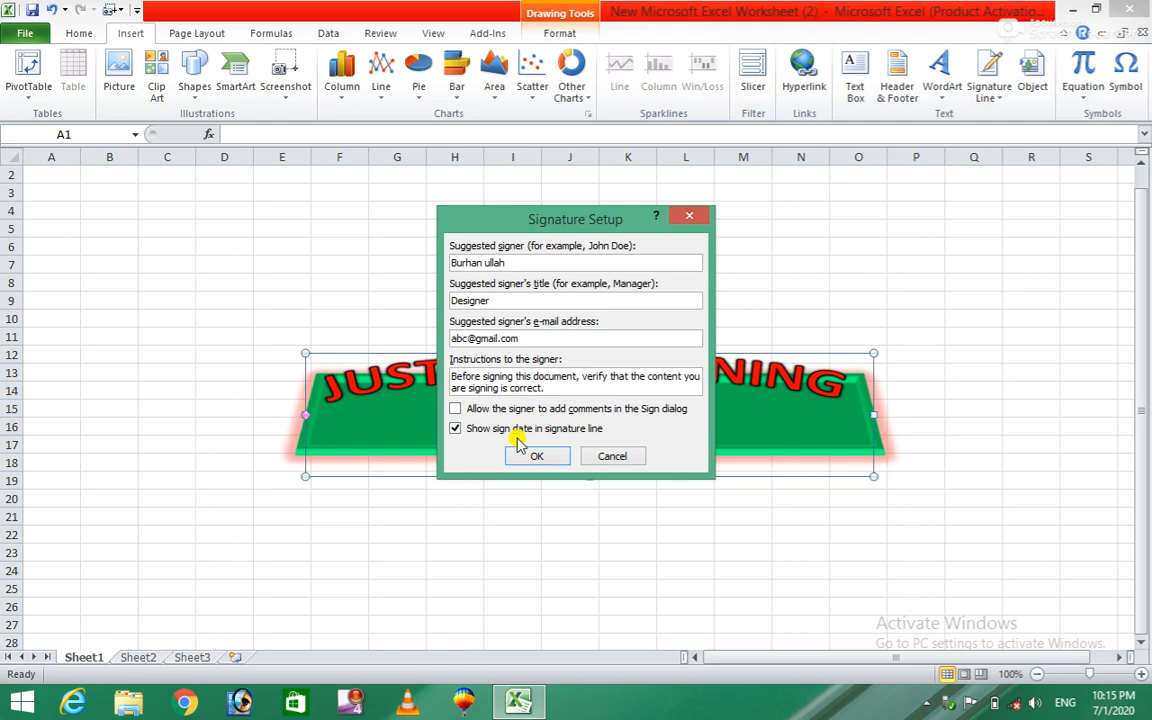 Drawing Tools
New Microsoft Excel Worksheet (2) - Microsoft Excel (Product Activatio...
File Home Insert Page Layout Formulas Data Review View Add-Ins Format
PivotTable Table Picture Clip Art Shapes SmartArt Screenshot Column Line Pie Bar Area Scatter Other Charts Line Column Win/Loss Slicer Hyperlink Text Box Header & Footer WordArt Signature Line Object Equation Symbol
Tables Illustrations Charts Sparklines Filter Links Text Symbols
A1 fx
A B C D E F G H I J K L M N O P Q R S
2
3
4
5
6
7
8
9
10
11
12
13
14
15
16
17
18
19
20
21
22
23
24
25
26
27
28
Signature Setup
Suggested signer (for example, John Doe):
Burhan ullah
Suggested signer's title (for example, Manager):
Designer
Suggested signer's e-mail address:
abc@gmail.com
Instructions to the signer:
Before signing this document, verify that the content you
are signing is correct.
Allow the signer to add comments in the Sign dialog
Show sign date in signature line
OK Cancel
JUST NING
Activate Windows
Go to PC settings to activate Windows.
Sheet1 Sheet2 Sheet3
Ready 100%
ENG 10:15 PM
7/1/2020